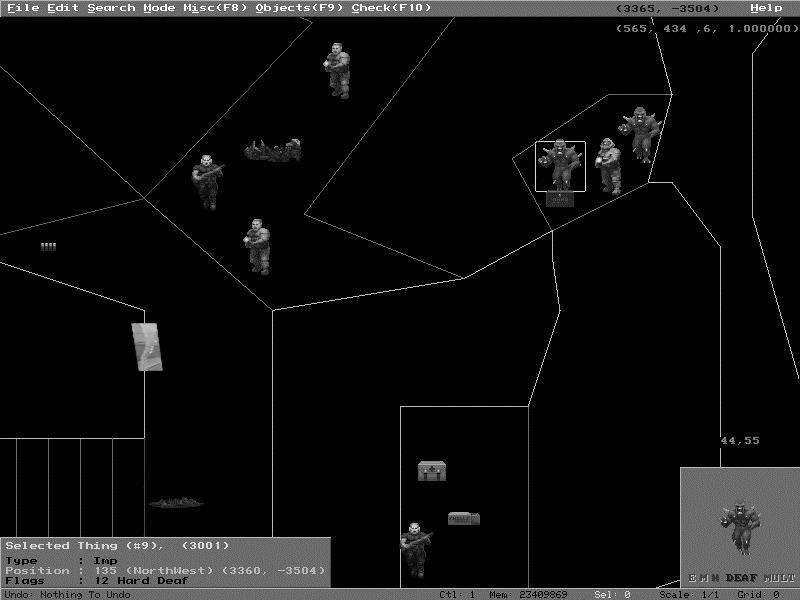 File Edit Search Mode Misc(F8) Objects(F9) Check(F10) (3365, -3504) Help
(565, 434 ,6, 1.000000)
44,55
Selected Thing (#9), (3001)
Type : Imp
Position : 135 (NorthWest) (3360, -3504)
Flags : 12 Hard Deaf
E M H DEAF MULT
Undo: Nothing To Undo Ctl: 1 Mem: 23409869 Sel: 0 Scale: 1/1 Grid: 0